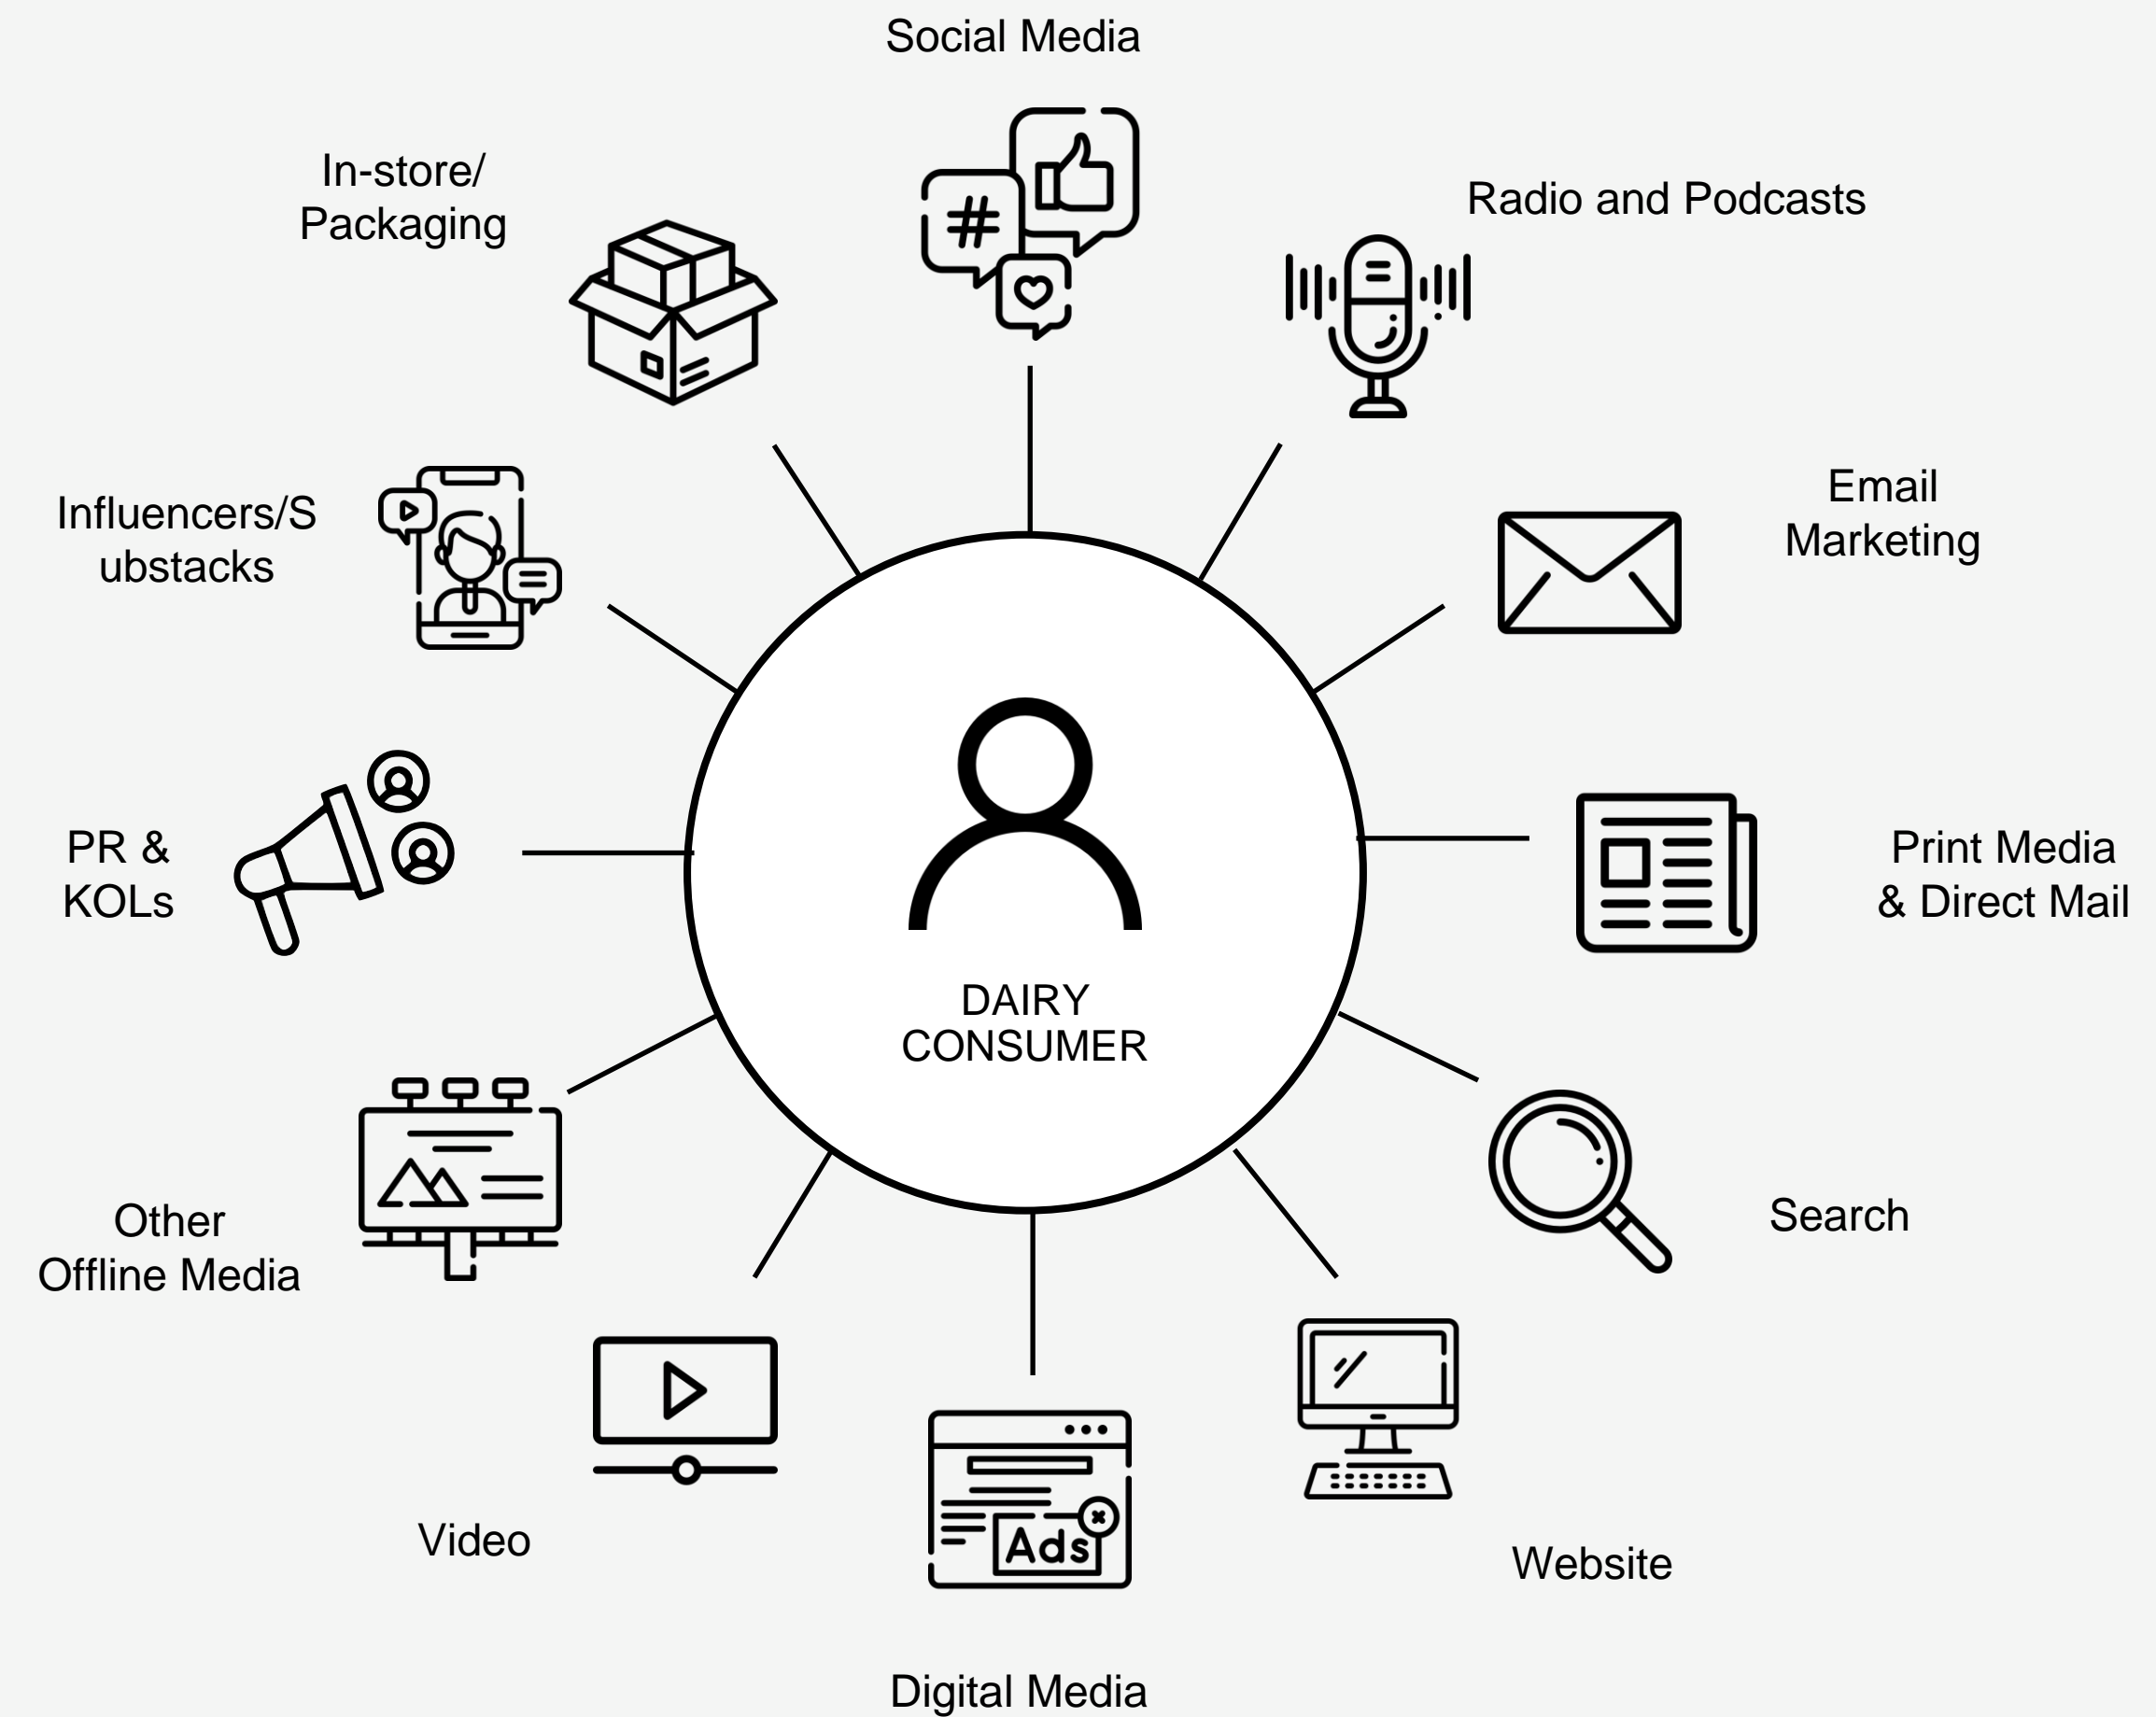 Social Media
In-store/
Packaging
Radio and Podcasts
#
Influencers/S
ubstacks
Email
Marketing
PR &
KOLs
Print Media
& Direct Mail
DAIRY
CONSUMER
Other
Offline Media
Search
Video
Ads
Website
Digital Media